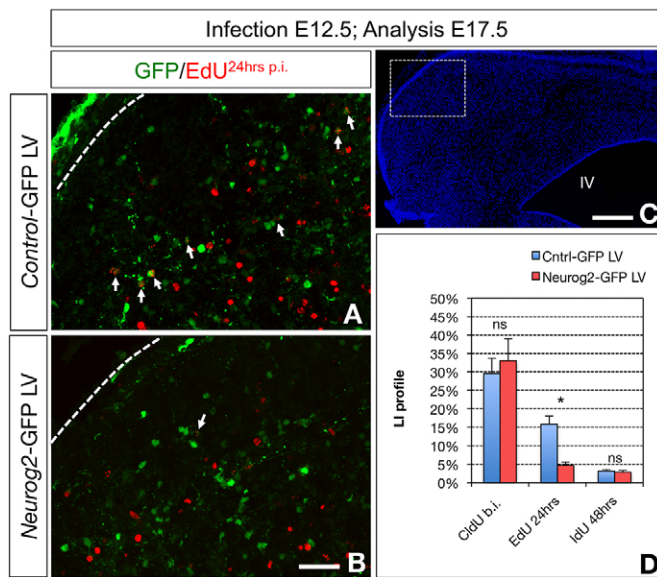 Infection E12.5; Analysis E17.5
GFP/EdU24hrs p.i.
Control-GFP LV
A
Neurog2-GFP LV
B
IV
C
Cntrl-GFP LV
Neurog2-GFP LV
50%
45%
40%
35%
30%
25%
20%
15%
10%
5%
0%
LI profile
ns
*
ns
CldU b.i.
EdU 24hrs
IdU 48hrs
D